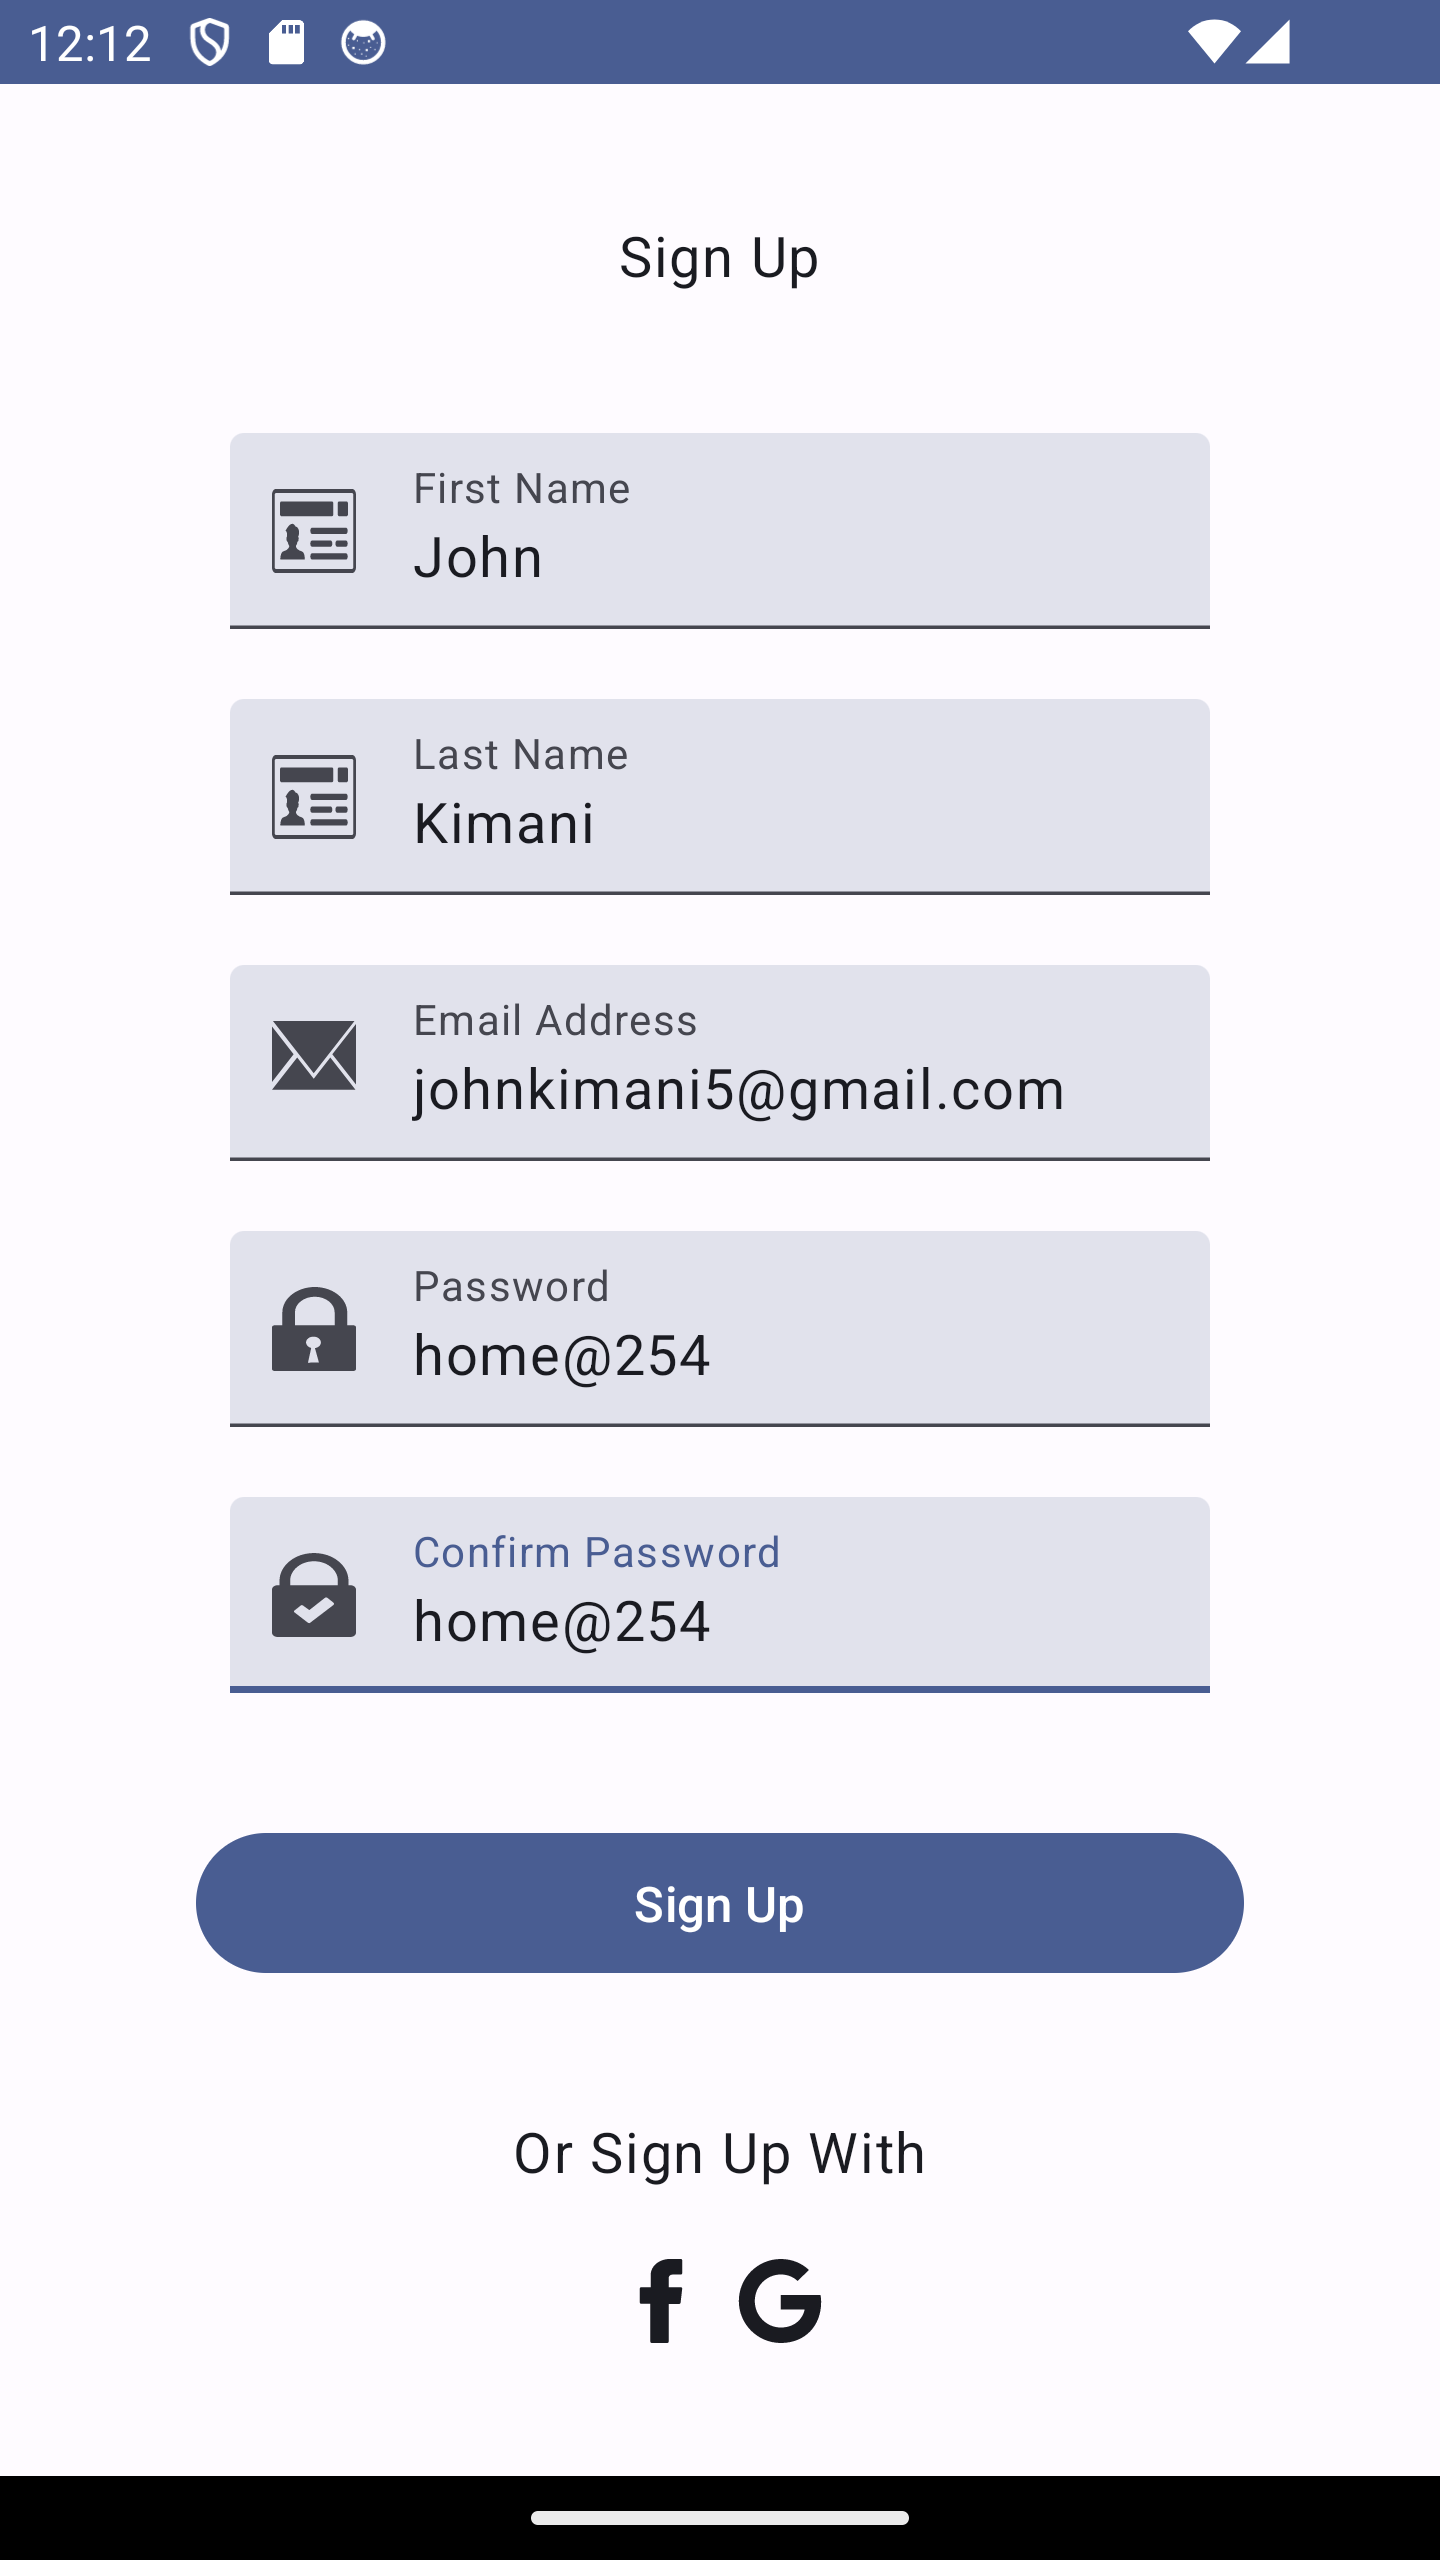 12:12
Sign Up
First Name
John
Last Name
Kimani
Email Address
johnkimani5@gmail.com
Password
home@254
Confirm Password
home@254
Sign Up
Or Sign Up With